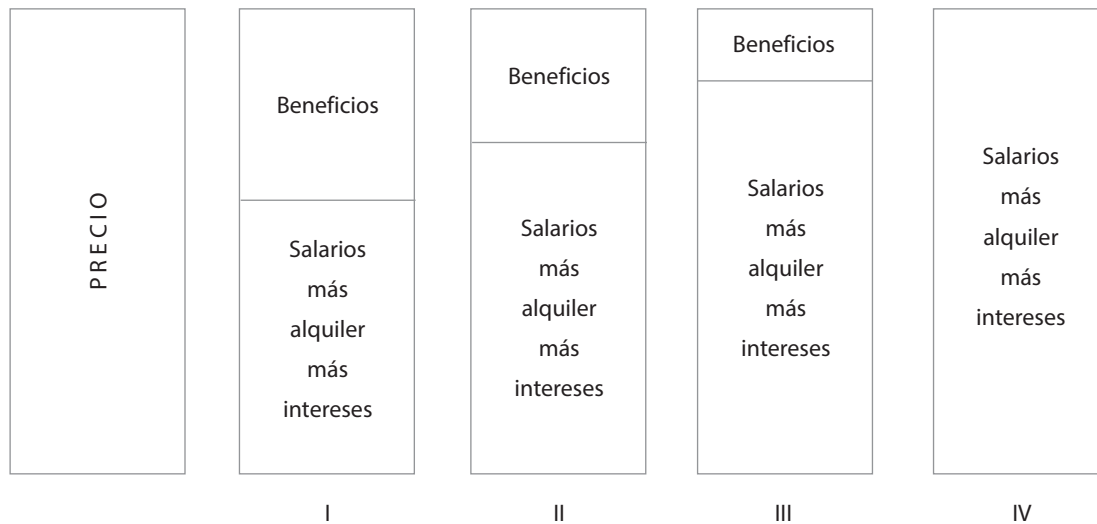 PRECIO
Beneficios
Salarios
más
alquiler
más
intereses
I
Beneficios
Salarios
más
alquiler
más
intereses
II
Beneficios
Salarios
más
alquiler
más
intereses
III
Salarios
más
alquiler
más
intereses
IV